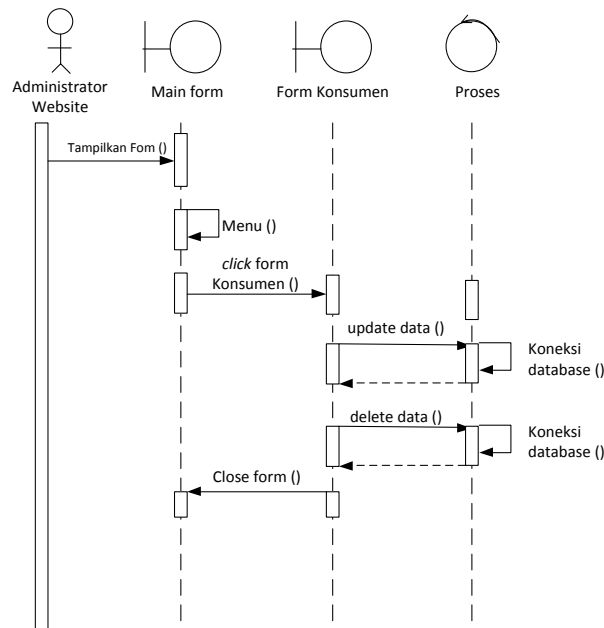 Administrator
Website
Main form
Form Konsumen
Proses
Tampilkan Fom ()
Menu ()
click form
Konsumen ()
update data ()
Koneksi
database ()
delete data ()
Koneksi
database ()
Close form ()